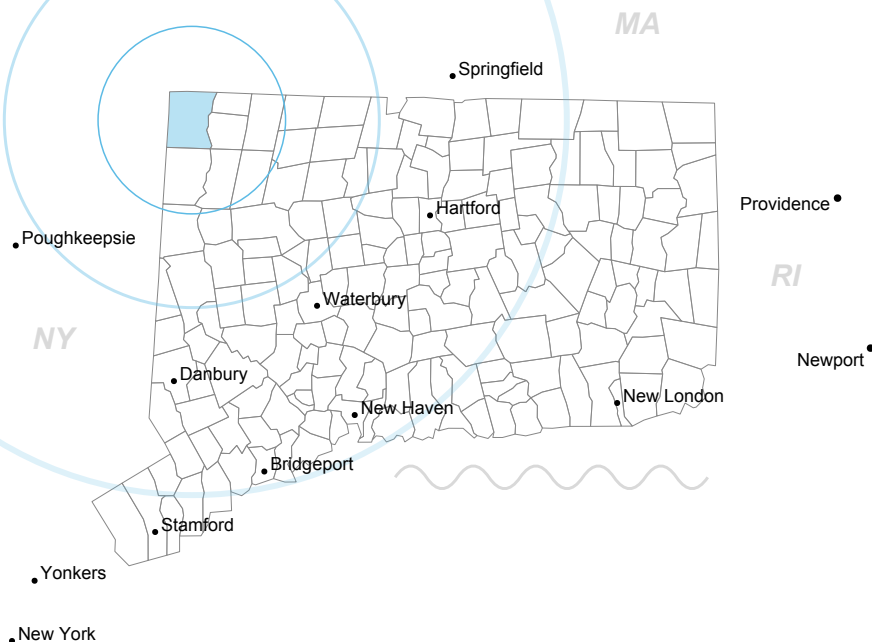 MA
Springfield
Hartford
Providence
Poughkeepsie
RI
Waterbury
NY
Newport
Danbury
New London
New Haven
Bridgeport
Stamford
Yonkers
New York